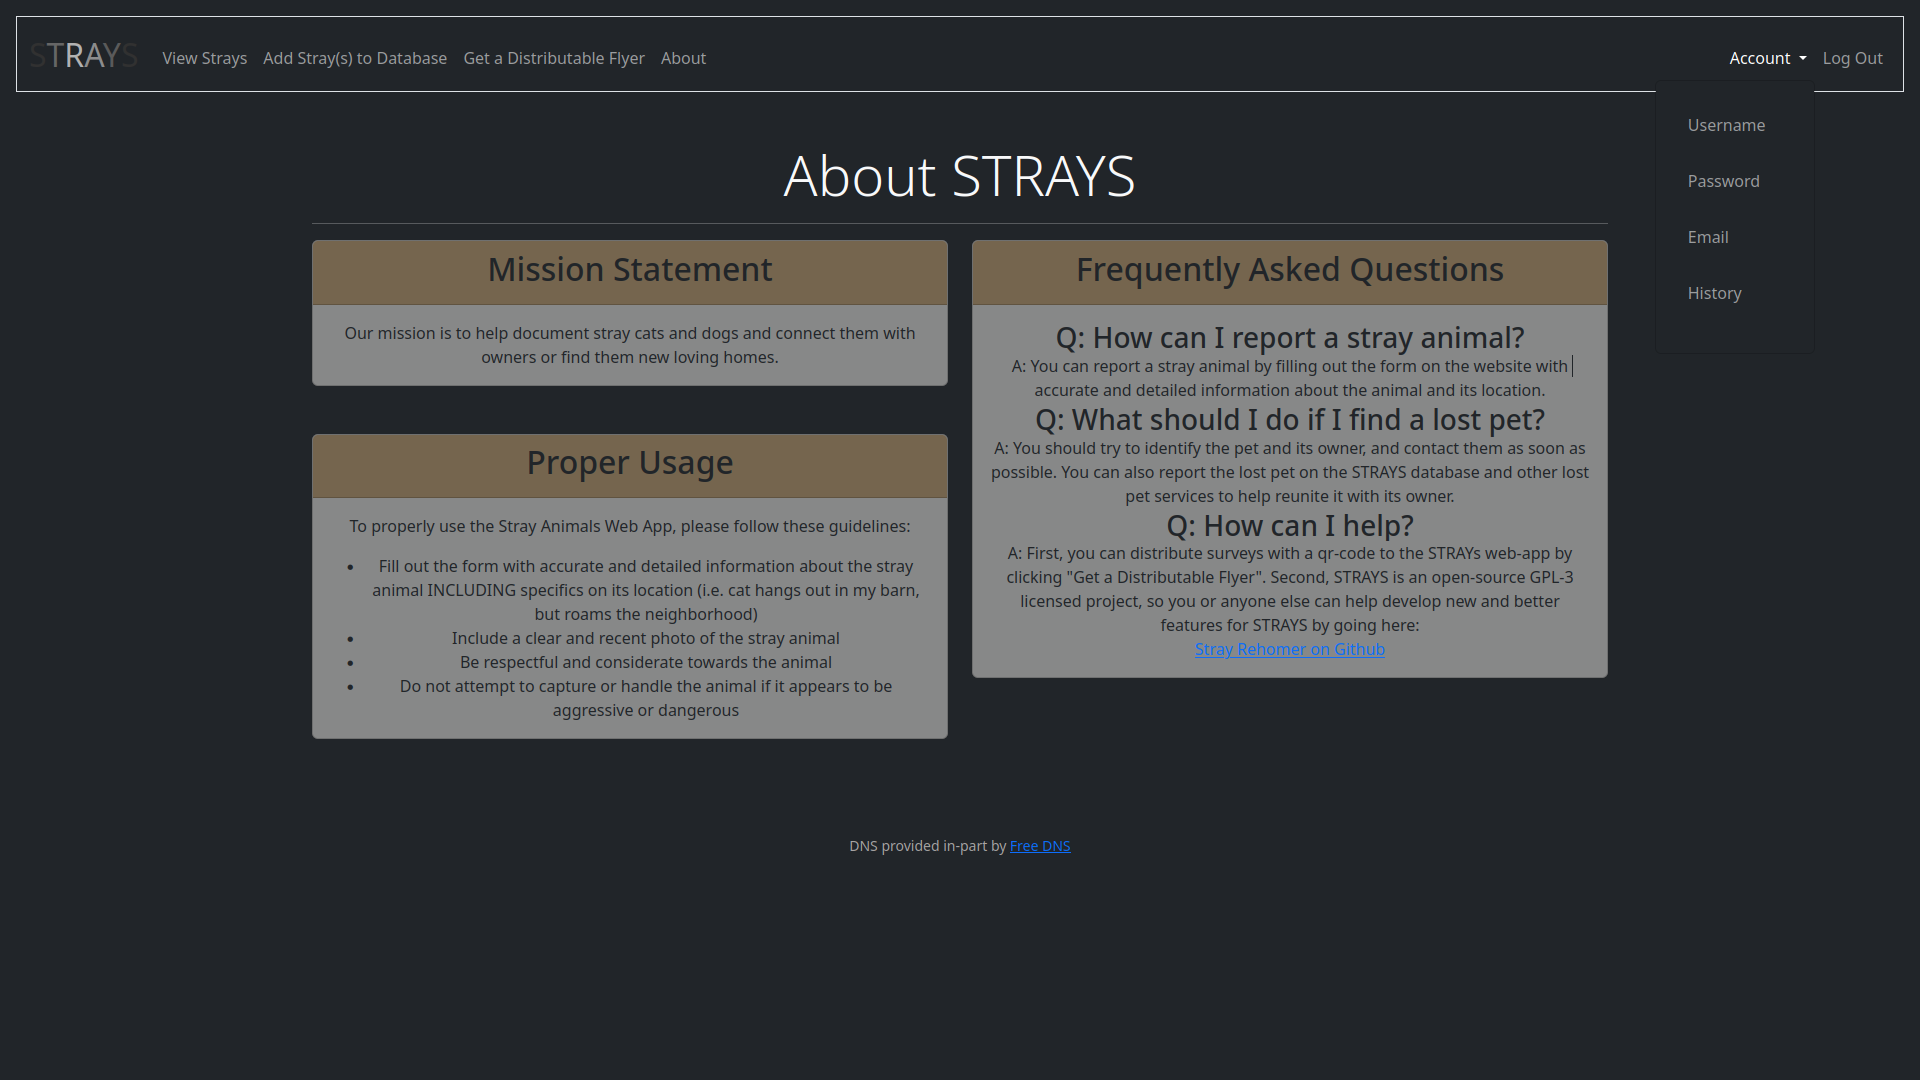 STRAYS View Strays Add Stray(s) to Database Get a Distributable Flyer About Account Log Out
Username
Password
Email
History
About STRAYS
Mission Statement
Our mission is to help document stray cats and dogs and connect them with
owners or find them new loving homes.
Proper Usage
To properly use the Stray Animals Web App, please follow these guidelines:
• Fill out the form with accurate and detailed information about the stray
animal INCLUDING specifics on its location (i.e. cat hangs out in my barn,
but roams the neighborhood)
• Include a clear and recent photo of the stray animal
• Be respectful and considerate towards the animal
• Do not attempt to capture or handle the animal if it appears to be
aggressive or dangerous
Frequently Asked Questions
Q: How can I report a stray animal?
A: You can report a stray animal by filling out the form on the website with
accurate and detailed information about the animal and its location.
Q: What should I do if I find a lost pet?
A: You should try to identify the pet and its owner, and contact them as soon as
possible. You can also report the lost pet on the STRAYS database and other lost
pet services to help reunite it with its owner.
Q: How can I help?
A: First, you can distribute surveys with a qr-code to the STRAYs web-app by
clicking "Get a Distributable Flyer". Second, STRAYS is an open-source GPL-3
licensed project, so you or anyone else can help develop new and better
features for STRAYS by going here:
Stray Rehomer on Github
DNS provided in-part by Free DNS